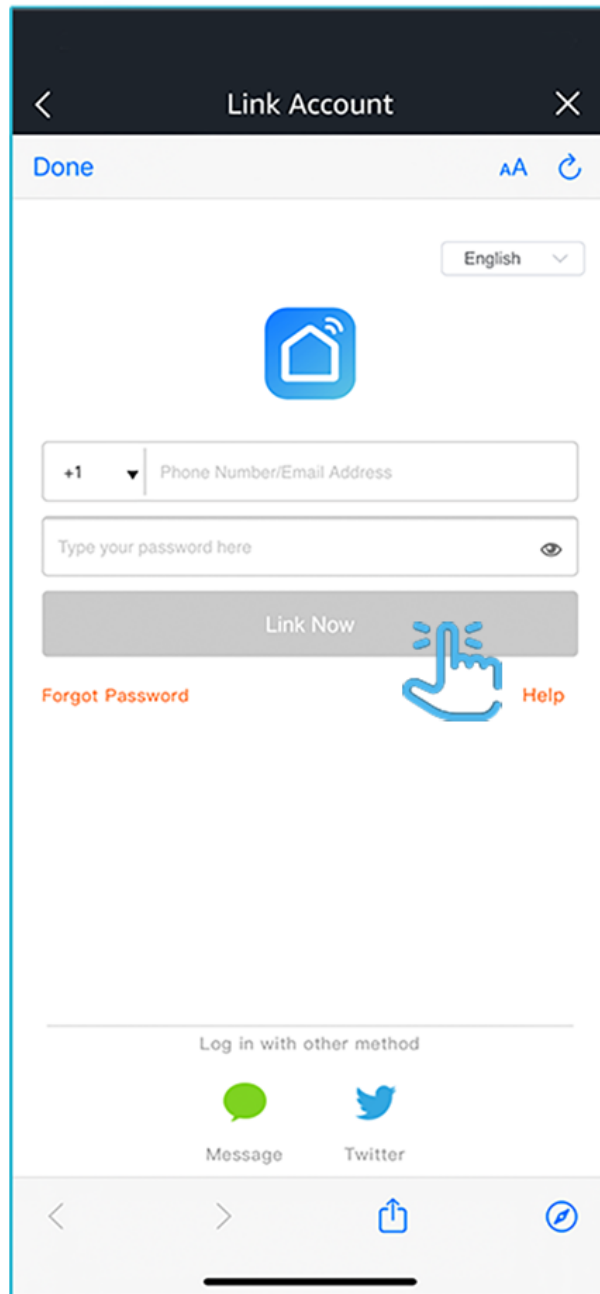 Link Account
Done AA
English
+1 Phone Number/Email Address
Type your password here
Link Now
Forgot Password Help
Log in with other method
Message Twitter